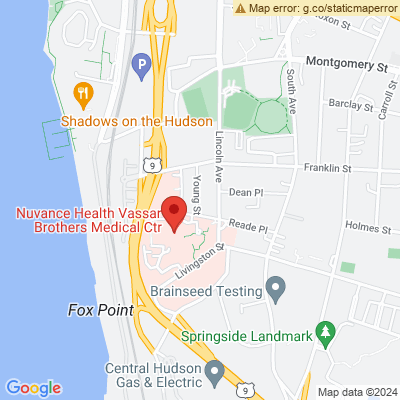 Map error: g.co/staticmaperror
Noxon St
Montgomery St
P
South Ave
Carroll St
Barclay St
Shadows on the Hudson
Lincoln Ave
9
Franklin St
Young St
Dean Pl
Nuvance Health Vassar
Brothers Medical Ctr
Reade Pl
Holmes St
Livingston St
Brainseed Testing
Fox Point
Springside Landmark
Central Hudson
Gas & Electric
9
Google
Map data ©2024